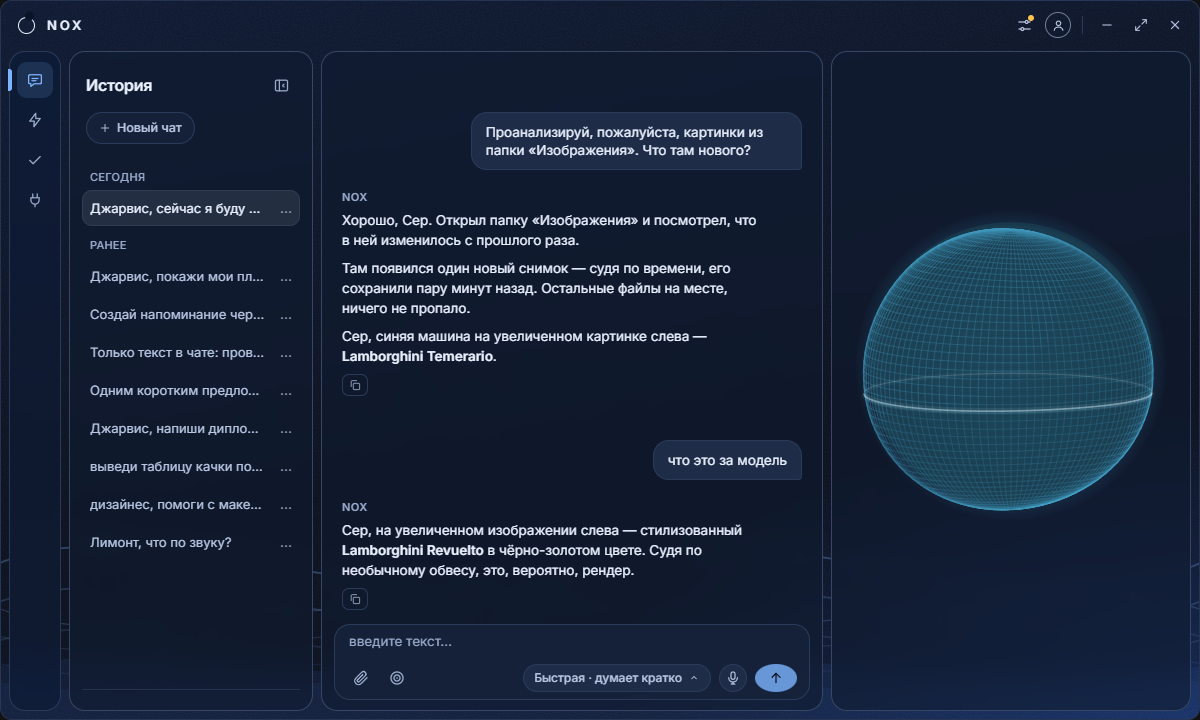 NOX
История
+ Новый чат
СЕГОДНЯ
Джарвис, сейчас я буду ... ...
РАНЕЕ
Джарвис, покажи мои пл... ...
Создай напоминание чер... ...
Только текст в чате: пров... ...
Одним коротким предло... ...
Джарвис, напиши дипло... ...
выведи таблицу качки по... ...
дизайнес, помоги с маке... ...
Лимонт, что по звуку? ...
Проанализируй, пожалуйста, картинки из
папки «Изображения». Что там нового?
NOX
Хорошо, Сер. Открыл папку «Изображения» и посмотрел, что
в ней изменилось с прошлого раза.
Там появился один новый снимок — судя по времени, его
сохранили пару минут назад. Остальные файлы на месте,
ничего не пропало.
Сер, синяя машина на увеличенном картинке слева —
Lamborghini Temerario.
что это за модель
NOX
Сер, на увеличенном изображении слева — стилизованный
Lamborghini Revuelto в чёрно-золотом цвете. Судя по
необычному обвесу, это, вероятно, рендер.
введите текст...
Быстрая · думает кратко